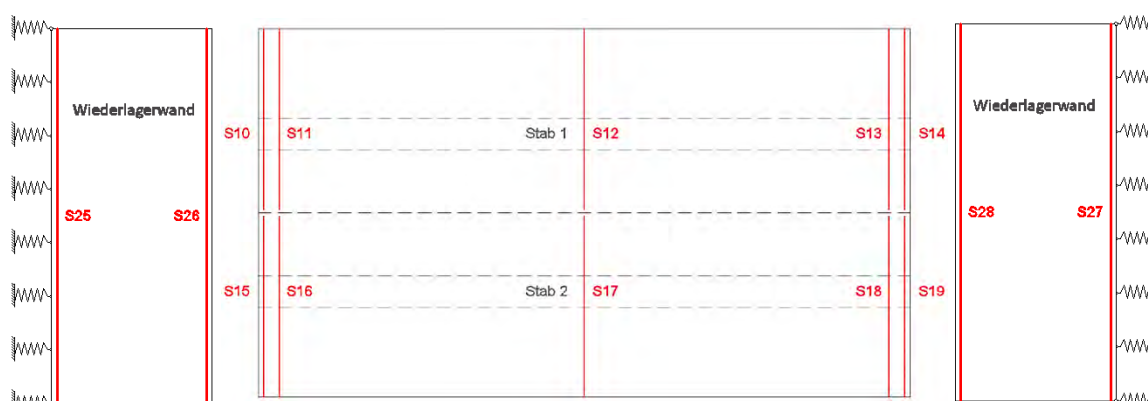 Wiederlagerwand
Wiederlagerwand
S10
S11
Stab 1
S12
S13
S14
S25
S26
S28
S27
S15
S16
Stab 2
S17
S18
S19